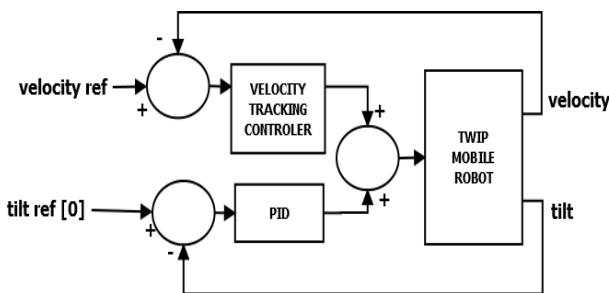 -
velocity ref
+
VELOCITY
TRACKING
CONTROLER
+
velocity
TWIP
MOBILE
ROBOT
tilt ref [0]
+
-
PID
+
tilt